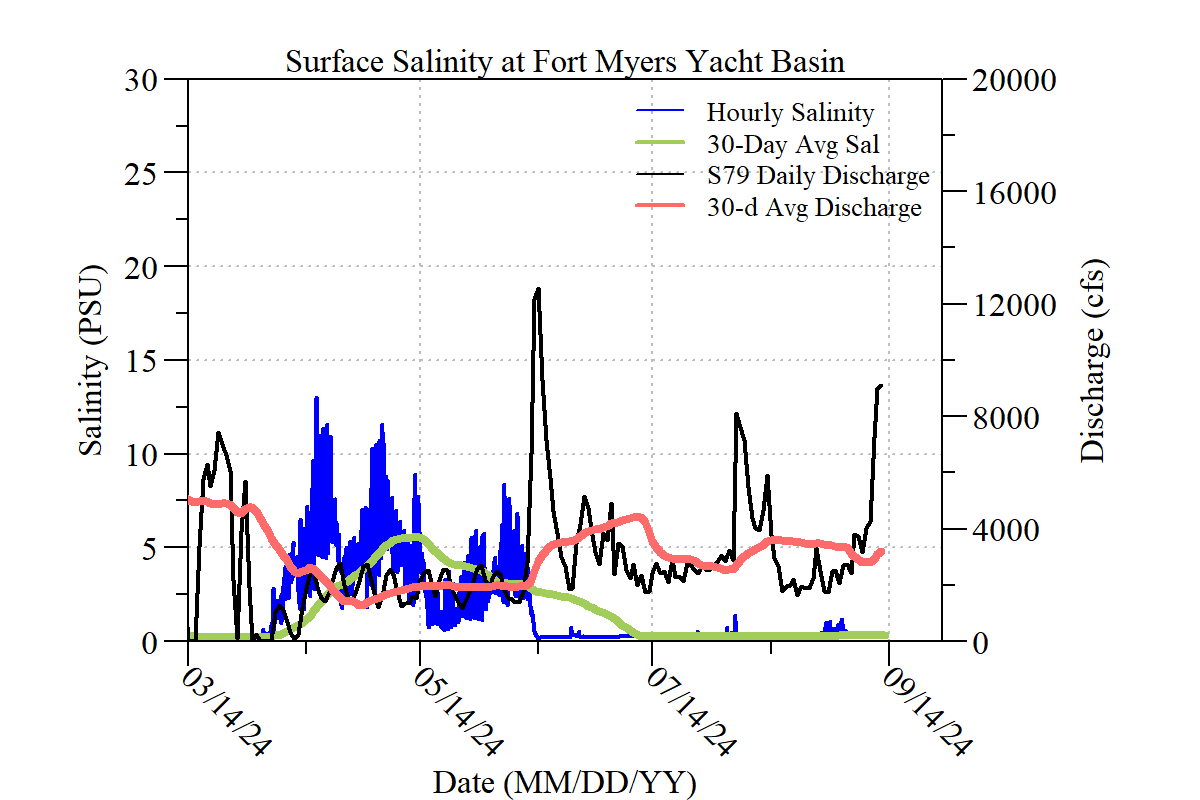 Surface Salinity at Fort Myers Yacht Basin
30
25
20
15
10
5
0
Salinity (PSU)
20000
16000
12000
8000
4000
0
Discharge (cfs)
Hourly Salinity
30-Day Avg Sal
S79 Daily Discharge
30-d Avg Discharge
03/14/24
05/14/24
07/14/24
09/14/24
Date (MM/DD/YY)